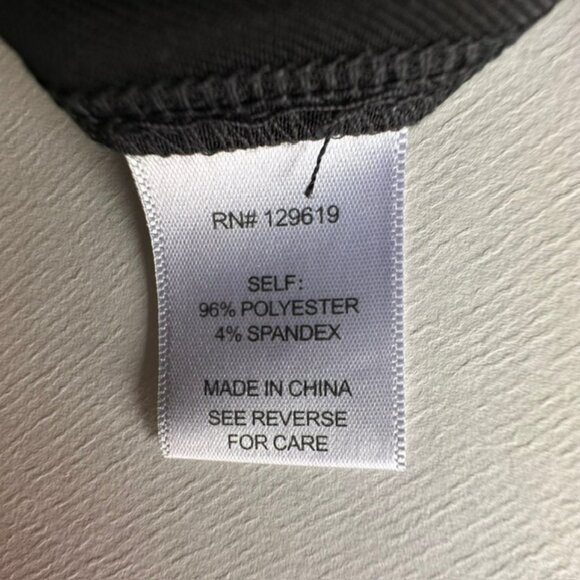 RN# 129619
SELF:
96% POLYESTER
4% SPANDEX
MADE IN CHINA
SEE REVERSE
FOR CARE